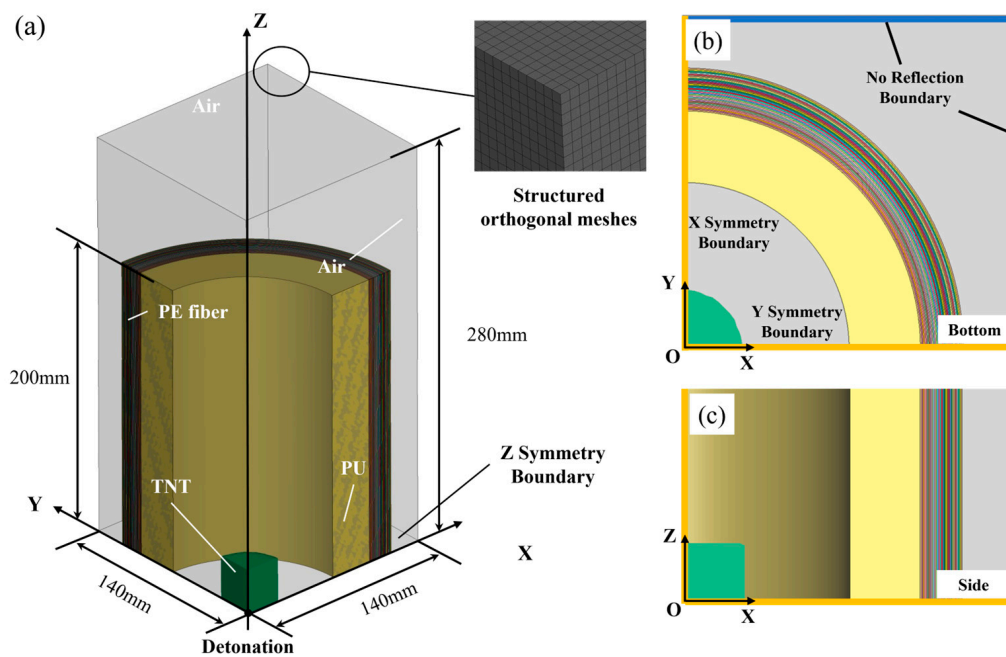 (a)
Z
Air
Structured
orthogonal meshes
Air
PE fiber
280mm
200mm
Z Symmetry
Boundary
PU
TNT
Y
X
140mm
140mm
Detonation
(b)
No Reflection
Boundary
X Symmetry
Boundary
Y
Y Symmetry
Boundary
Bottom
O
X
(c)
Z
Side
O
X